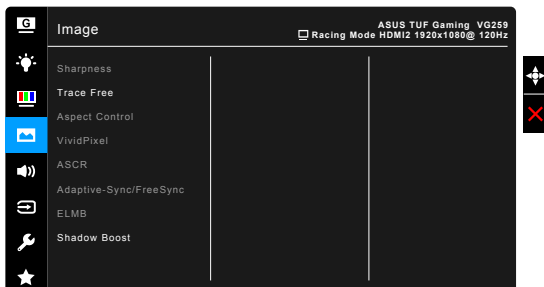 G
Image
ASUS TUF Gaming VG259
Racing Mode HDMI2 1920x1080@ 120Hz
Sharpness
Trace Free
Aspect Control
VividPixel
ASCR
Adaptive-Sync/FreeSync
ELMB
Shadow Boost